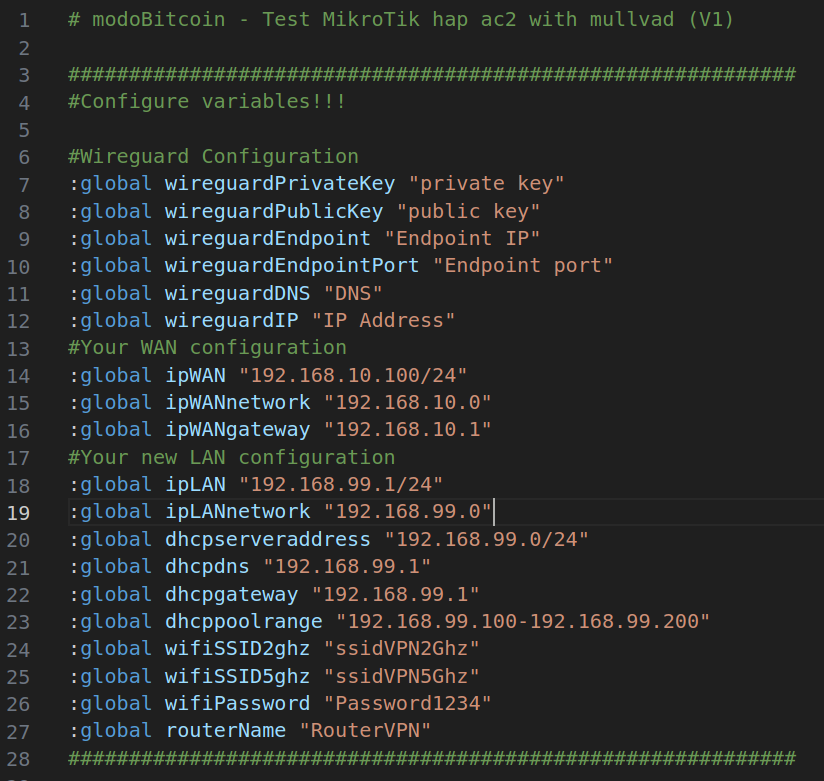 1 # modoBitcoin - Test MikroTik hap ac2 with mullvad (V1)
2
3 ############################################################
4 #Configure variables!!!
5
6 #Wireguard Configuration
7 :global wireguardPrivateKey "private key"
8 :global wireguardPublicKey "public key"
9 :global wireguardEndpoint "Endpoint IP"
10 :global wireguardEndpointPort "Endpoint port"
11 :global wireguardDNS "DNS"
12 :global wireguardIP "IP Address"
13 #Your WAN configuration
14 :global ipWAN "192.168.10.100/24"
15 :global ipWANnetwork "192.168.10.0"
16 :global ipWANgateway "192.168.10.1"
17 #Your new LAN configuration
18 :global ipLAN "192.168.99.1/24"
19 :global ipLANnetwork "192.168.99.0"
20 :global dhcpserveraddress "192.168.99.0/24"
21 :global dhcpdns "192.168.99.1"
22 :global dhcpgateway "192.168.99.1"
23 :global dhcppoolrange "192.168.99.100-192.168.99.200"
24 :global wifiSSID2ghz "ssidVPN2Ghz"
25 :global wifiSSID5ghz "ssidVPN5Ghz"
26 :global wifiPassword "Password1234"
27 :global routerName "RouterVPN"
28 ############################################################